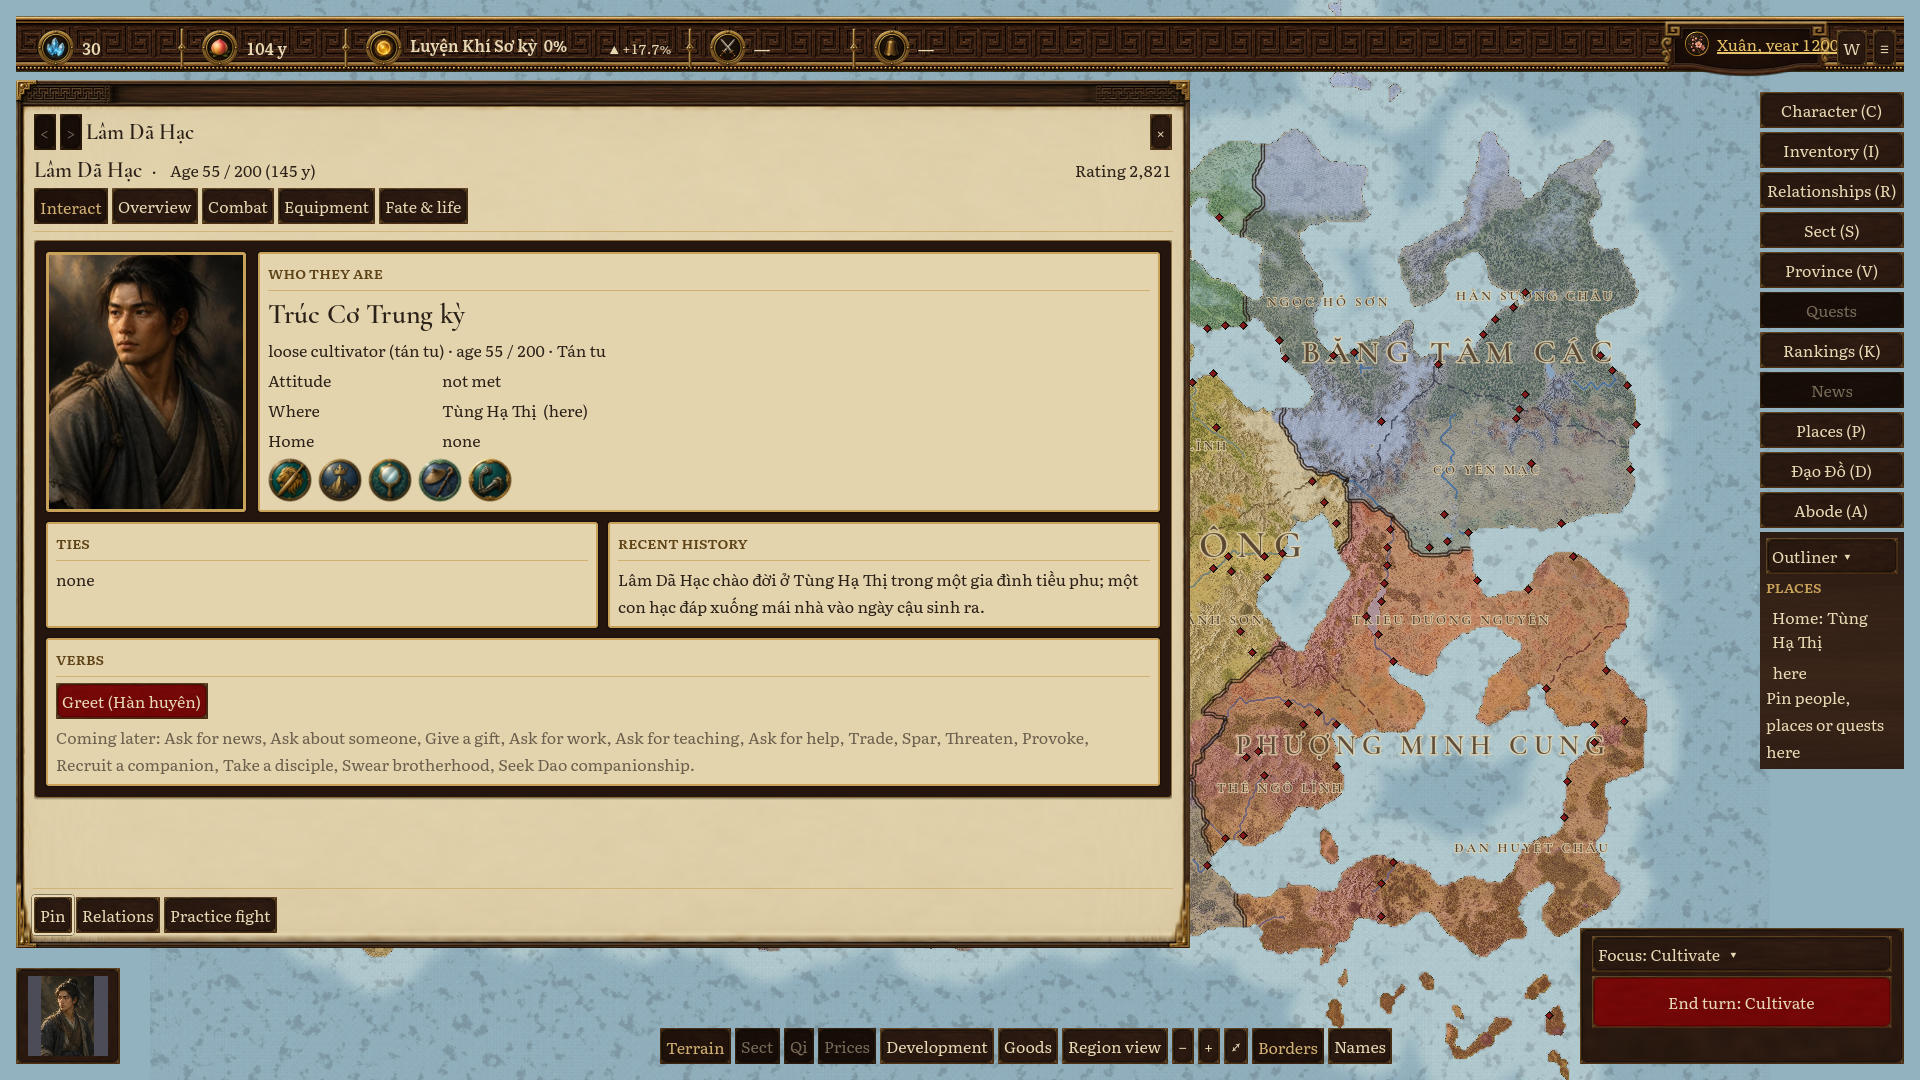 30
104 y
Luyện Khí Sơ kỳ 0%
▲+17.7%
—
—
Xuân, year 1200
W
≡
< > Lâm Dã Hạc
×
Lâm Dã Hạc · Age 55 / 200 (145 y)
Rating 2,821
Interact
Overview
Combat
Equipment
Fate & life
WHO THEY ARE
Trúc Cơ Trung kỳ
loose cultivator (tán tu) · age 55 / 200 · Tán tu
Attitude not met
Where Tùng Hạ Thị (here)
Home none
TIES
none
RECENT HISTORY
Lâm Dã Hạc chào đời ở Tùng Hạ Thị trong một gia đình tiều phu; một
con hạc đáp xuống mái nhà vào ngày cậu sinh ra.
VERBS
Greet (Hàn huyên)
Coming later: Ask for news, Ask about someone, Give a gift, Ask for work, Ask for teaching, Ask for help, Trade, Spar, Threaten, Provoke,
Recruit a companion, Take a disciple, Swear brotherhood, Seek Dao companionship.
Pin
Relations
Practice fight
NGỌC HỒ SƠN
HÀN SƯƠNG CHÂU
BĂNG TÂM CÁC
LĨNH
CỔ YÊN MẠC
ÔNG
ANH SƠN
TRIỀU DƯƠNG NGUYÊN
PHƯỢNG MINH CUNG
THÊ NGÔ LĨNH
ĐAN HUYỆT CHÂU
Character (C)
Inventory (I)
Relationships (R)
Sect (S)
Province (V)
Quests
Rankings (K)
News
Places (P)
Đạo Đồ (D)
Abode (A)
Outliner ▾
PLACES
Home: Tùng
Hạ Thị
here
Pin people,
places or quests
here
Focus: Cultivate ▾
End turn: Cultivate
Terrain
Sect
Qi
Prices
Development
Goods
Region view
−
+
⤢
Borders
Names